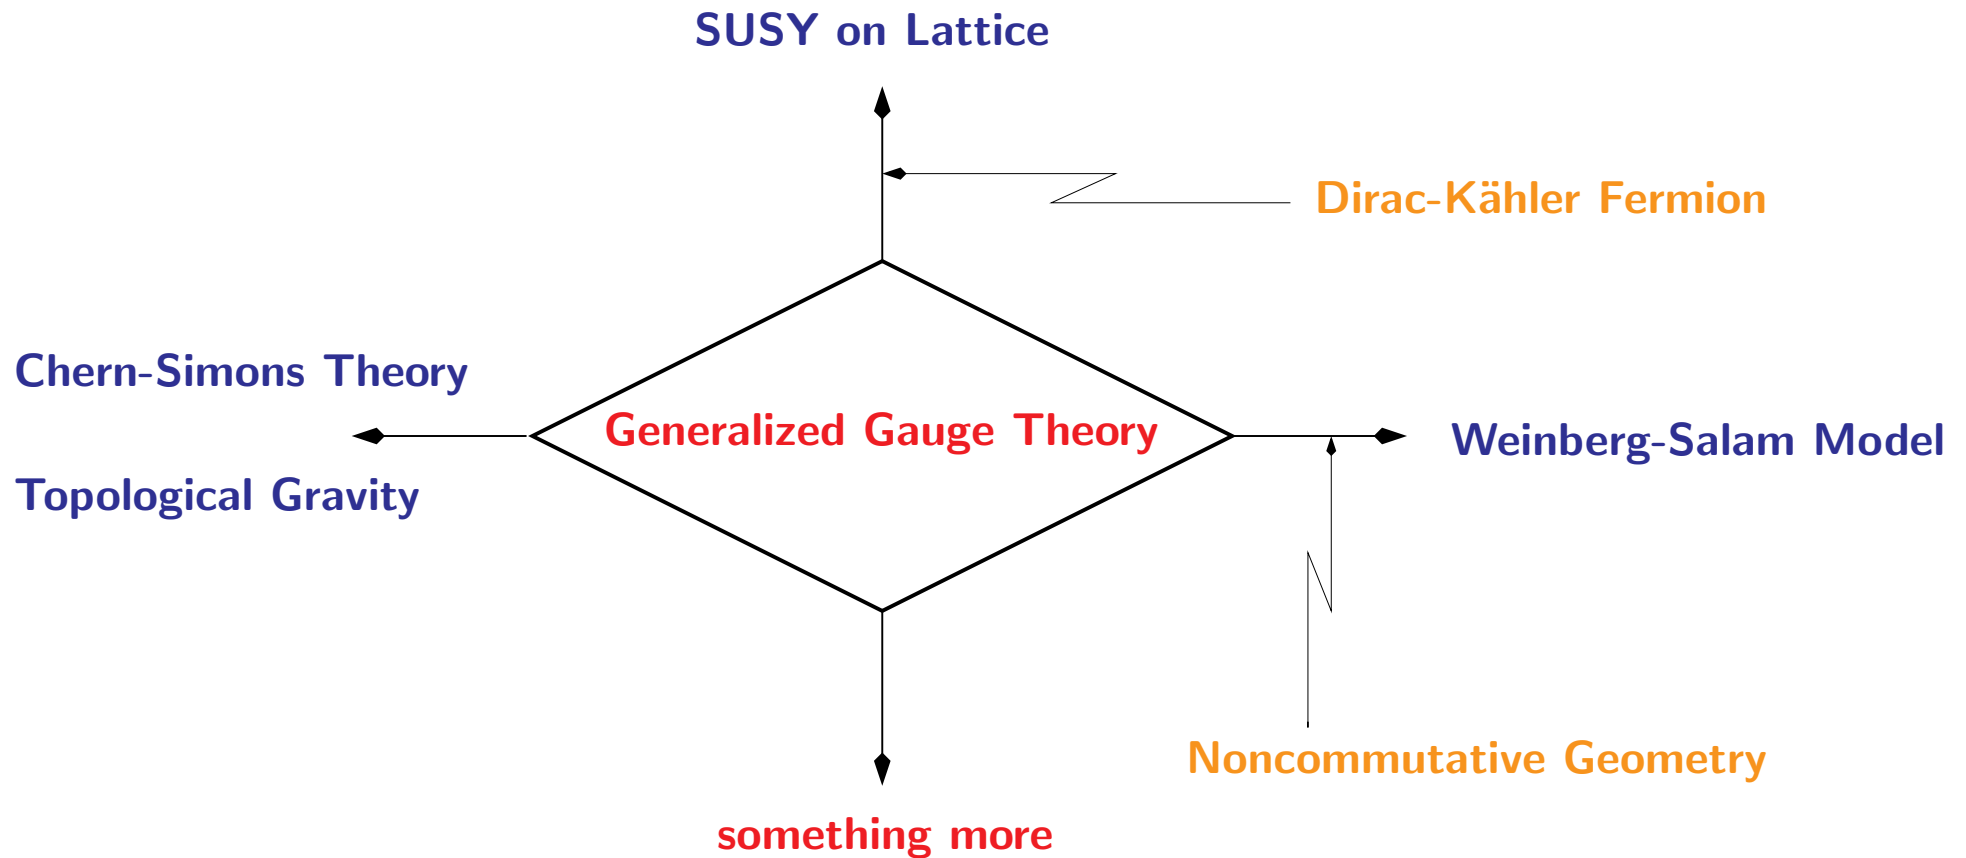 SUSY on Lattice
Dirac-Kähler Fermion
Chern-Simons Theory
Generalized Gauge Theory
Weinberg-Salam Model
Topological Gravity
Noncommutative Geometry
something more